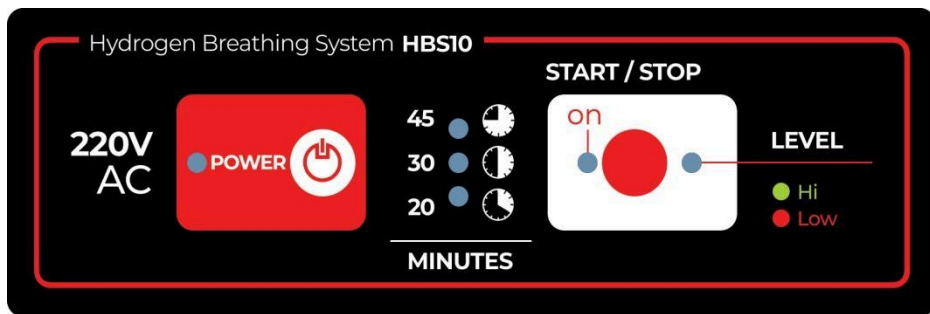 Hydrogen Breathing System HBS10
220V
AC
POWER
45
30
20
MINUTES
START / STOP
on
LEVEL
Hi
Low